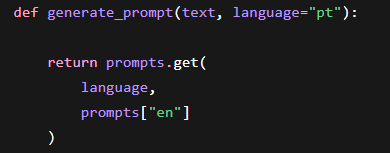 def generate_prompt(text, language="pt"):
return prompts.get(
language,
prompts["en"]
)